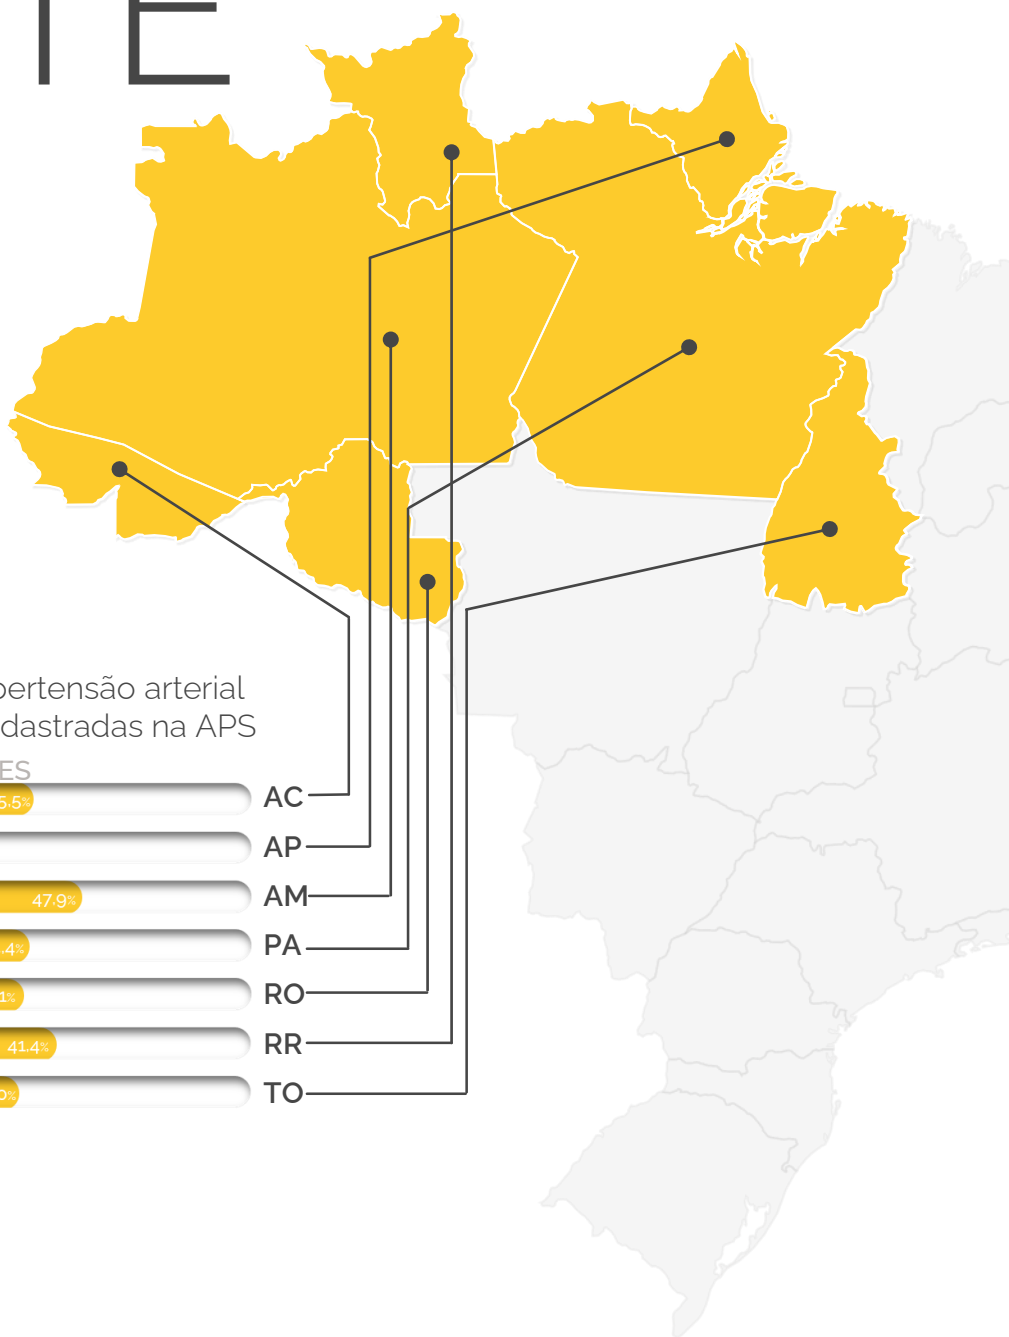 TE
pertensão arterial
dastradas na APS
ES
5,5% AC
AP
47,9% AM
,4% PA
1% RO
41,4% RR
0% TO